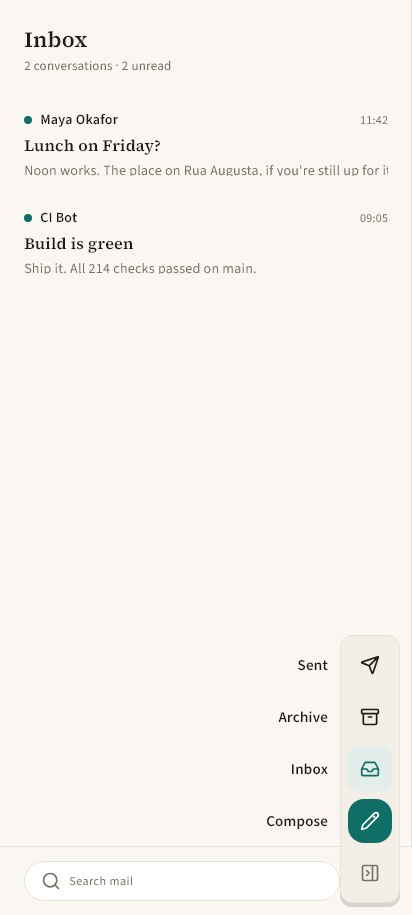 Inbox
2 conversations · 2 unread
Maya Okafor 11:42
Lunch on Friday?
Noon works. The place on Rua Augusta, if you're still up for it
CI Bot 09:05
Build is green
Ship it. All 214 checks passed on main.
Sent
Archive
Inbox
Compose
Search mail